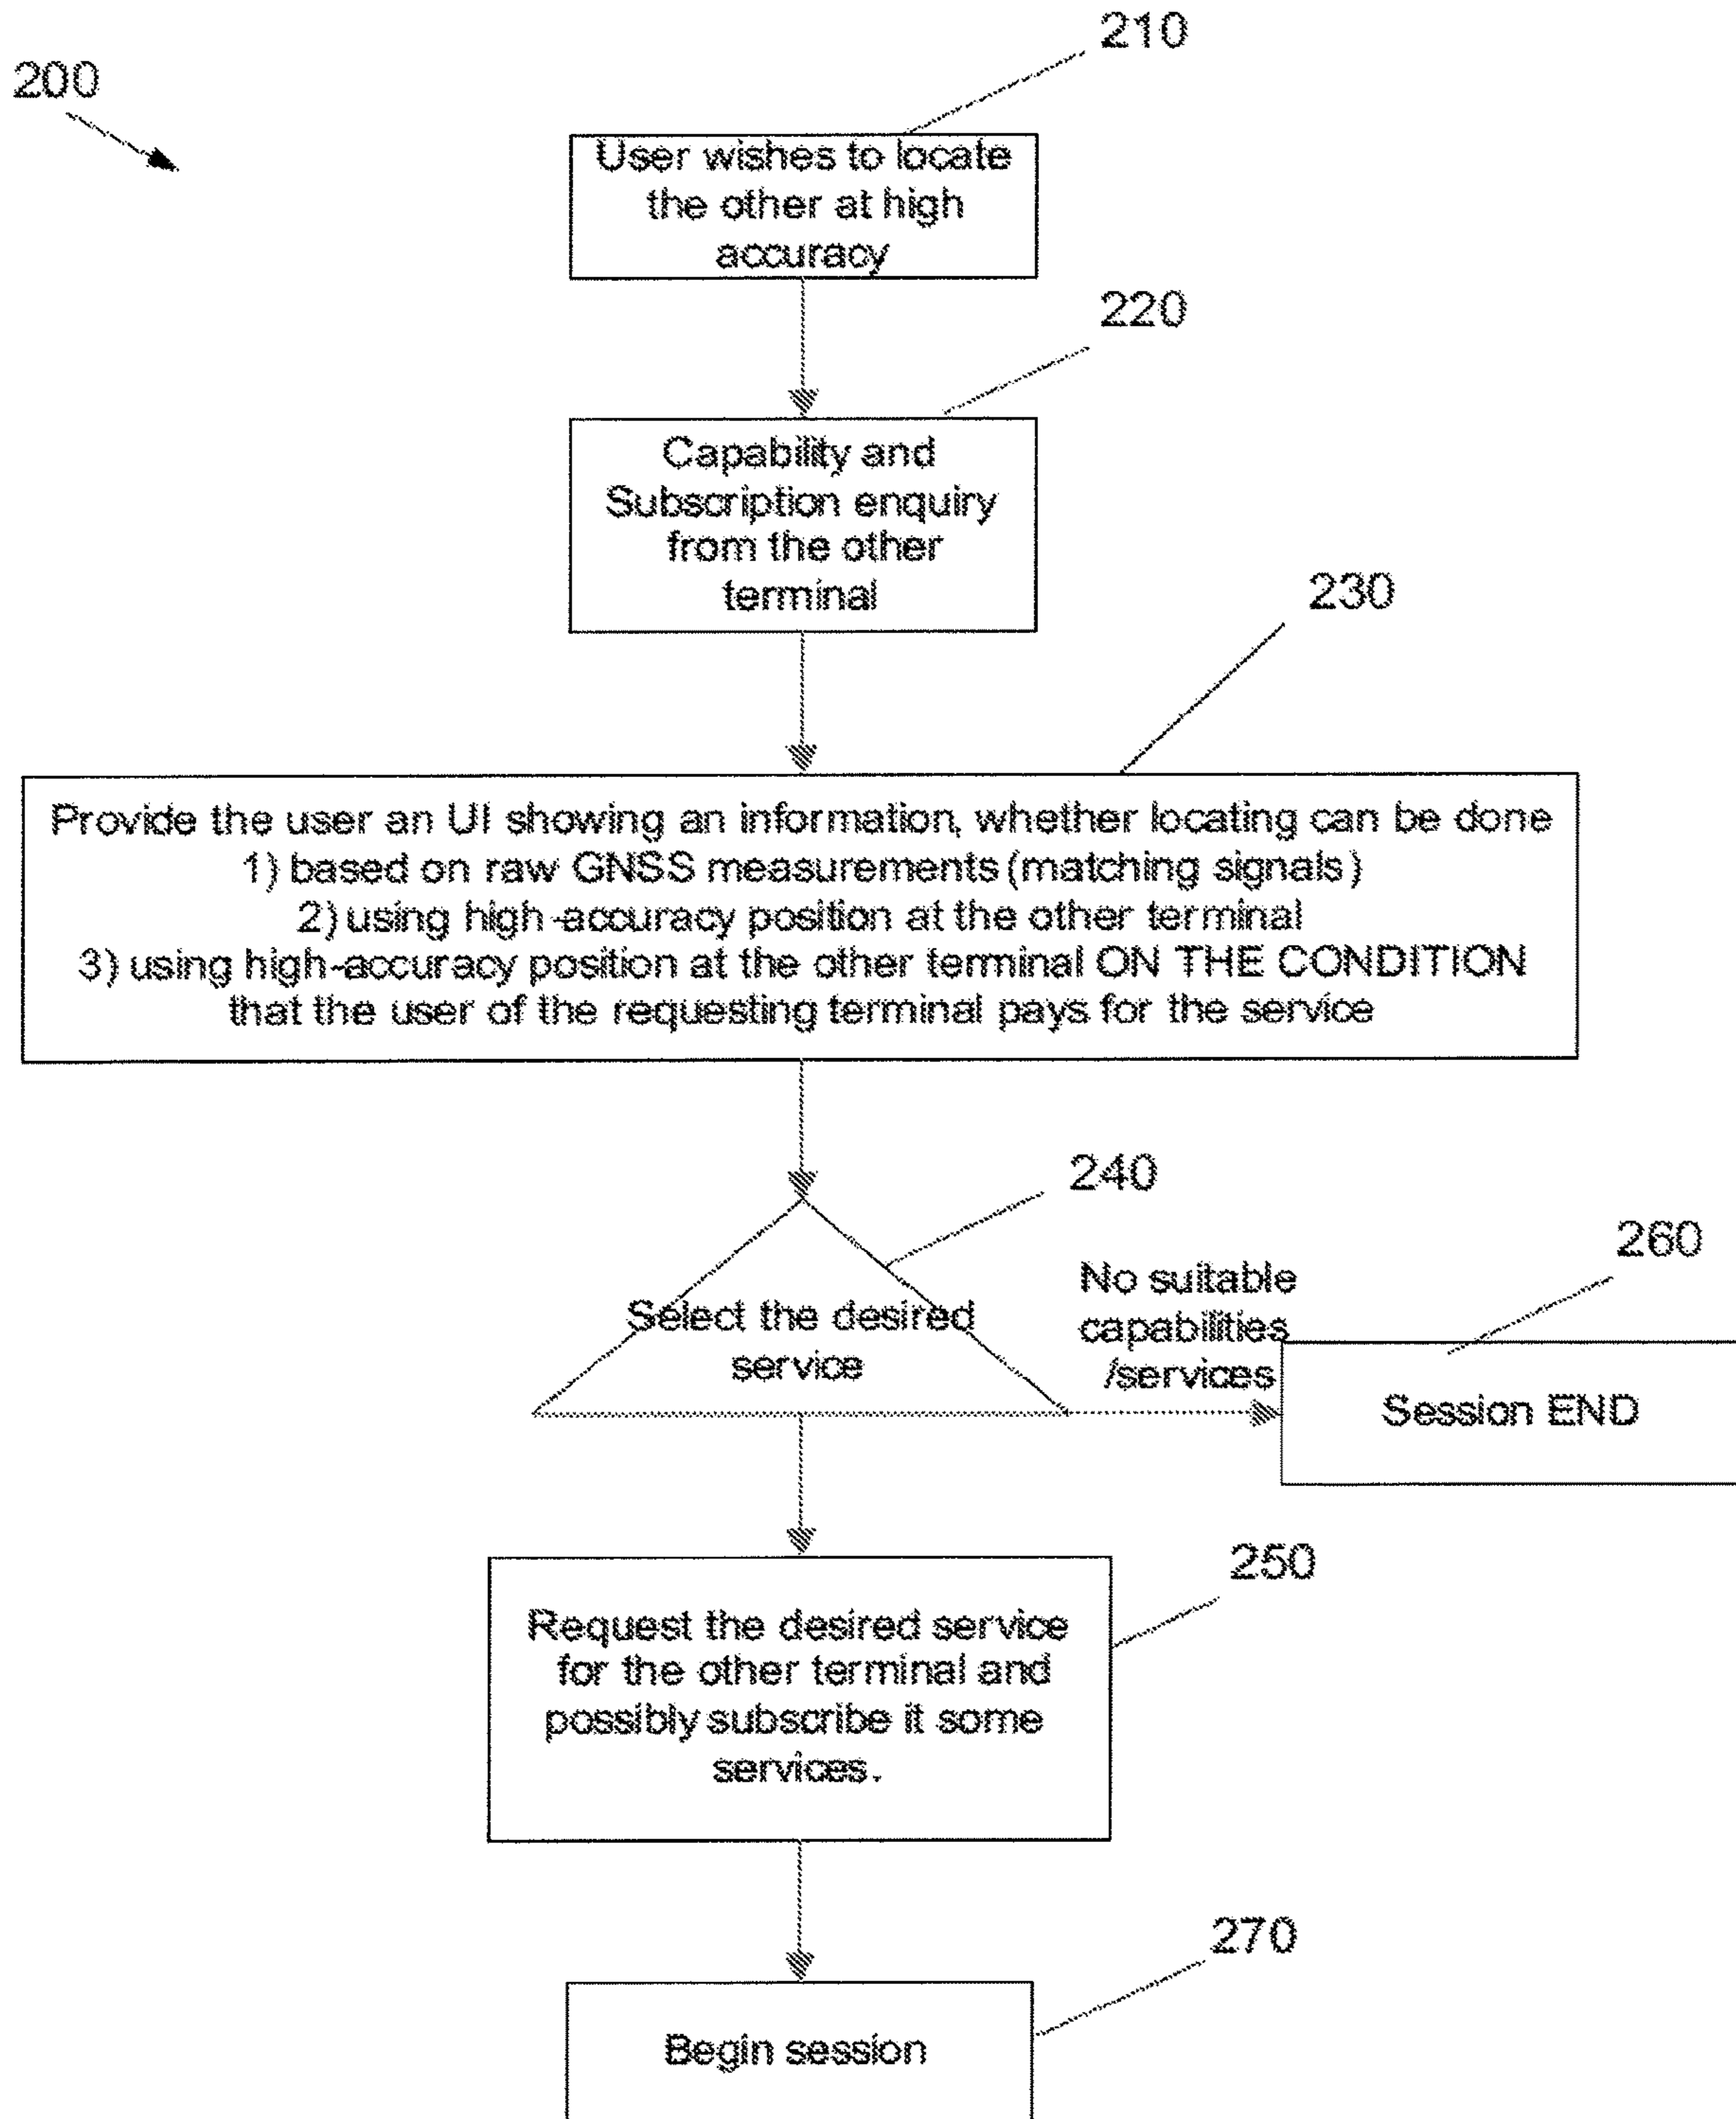 210
200
User wishes to locate
the other at high
accuracy
220
Capability and
Subscription enquiry
from the other
terminal
230
Provide the user an UI showing an information, whether locating can be done
1) based on raw GNSS measurements (matching signals)
2) using high-accuracy position at the other terminal
3) using high-accuracy position at the other terminal ON THE CONDITION
that the user of the requesting terminal pays for the service
240
Select the desired
service
No suitable
capabilities
/services
260
Session END
250
Request the desired service
for the other terminal and
possibly subscribe it some
services.
270
Begin session